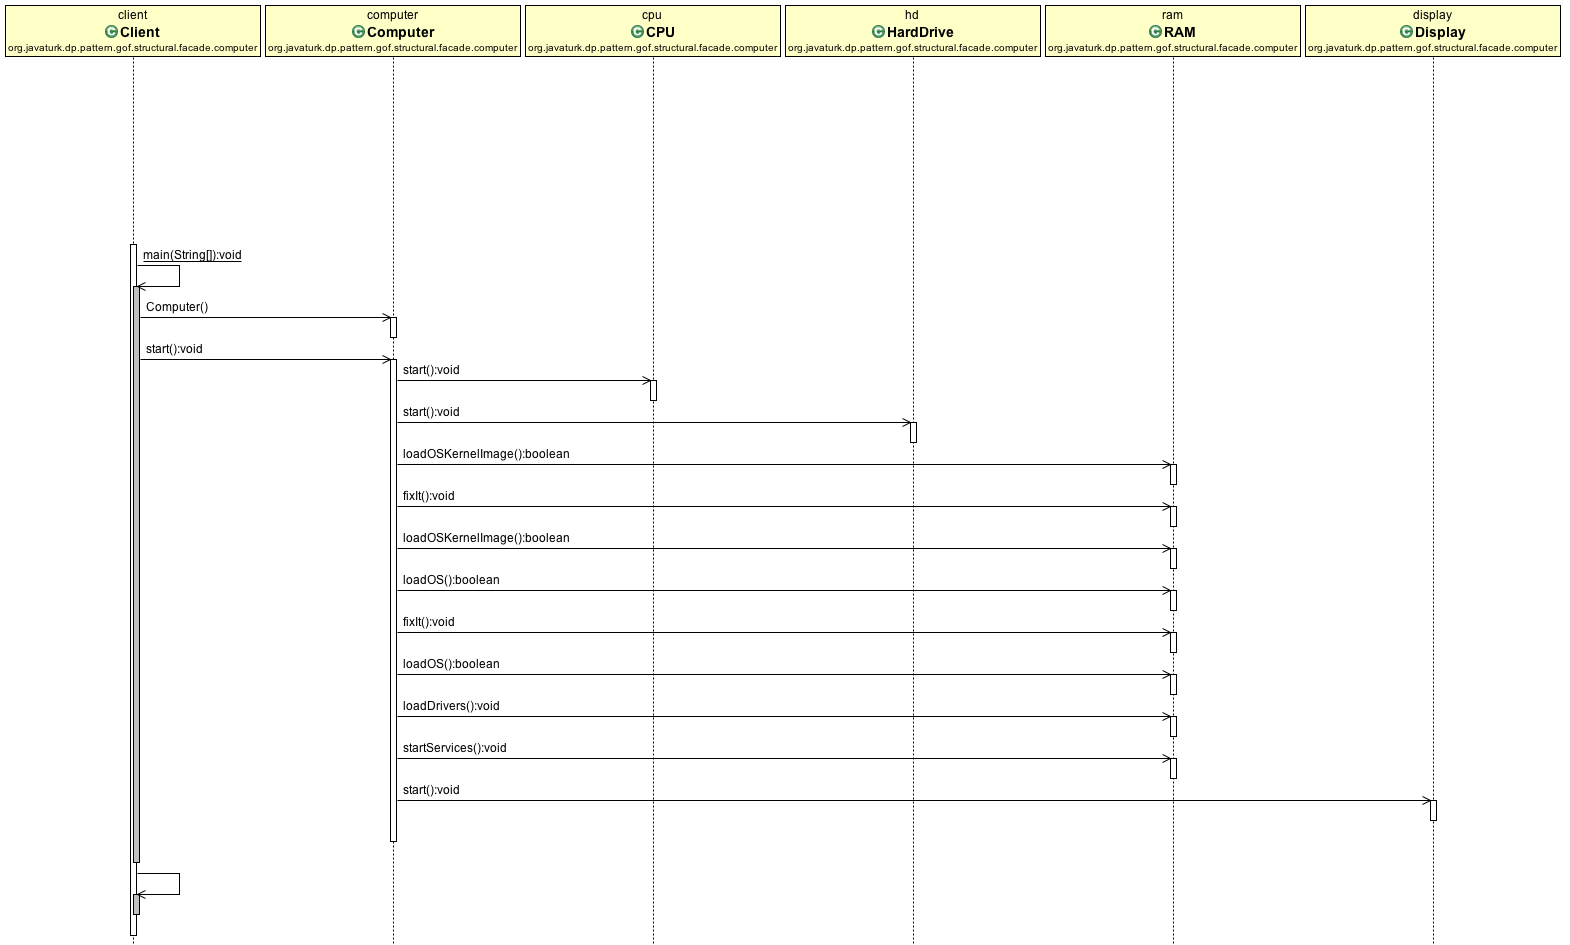 client
C Client
org.javaturk.dp.pattern.gof.structural.facade.computer
computer
C Computer
org.javaturk.dp.pattern.gof.structural.facade.computer
cpu
C CPU
org.javaturk.dp.pattern.gof.structural.facade.computer
hd
C HardDrive
org.javaturk.dp.pattern.gof.structural.facade.computer
ram
C RAM
org.javaturk.dp.pattern.gof.structural.facade.computer
display
C Display
org.javaturk.dp.pattern.gof.structural.facade.computer
main(String[]):void
Computer()
start():void
start():void
start():void
loadOSKernelImage():boolean
fixIt():void
loadOSKernelImage():boolean
loadOS():boolean
fixIt():void
loadOS():boolean
loadDrivers():void
startServices():void
start():void